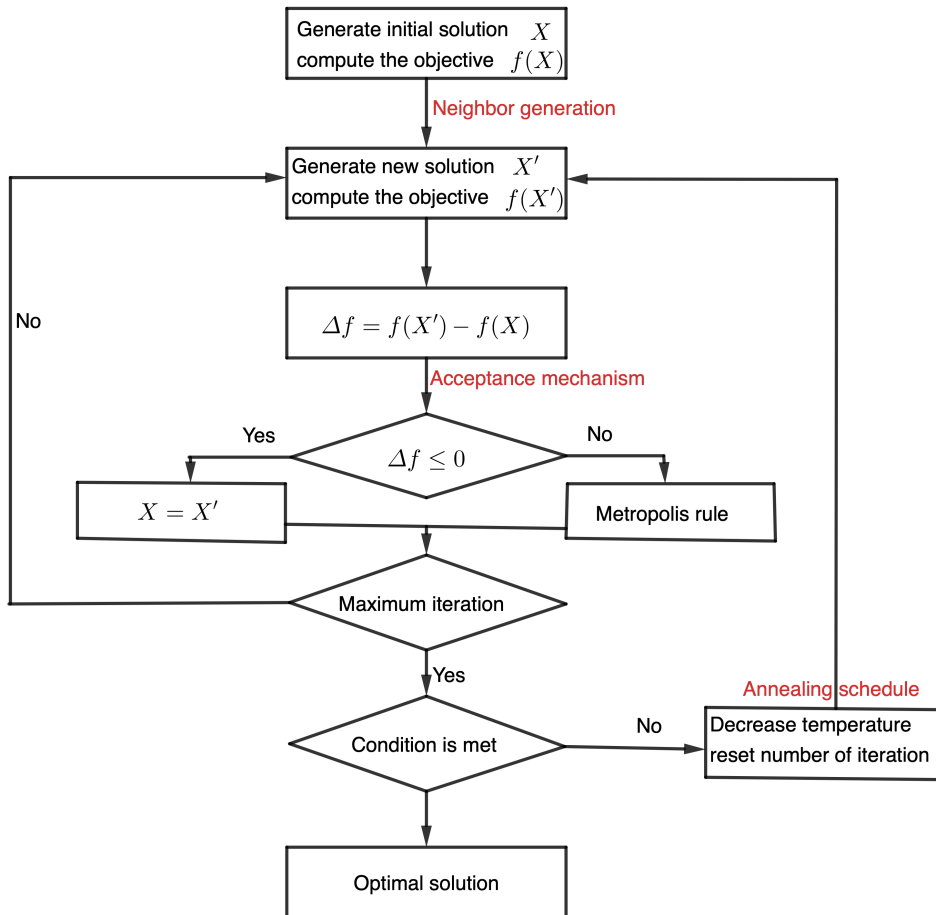 Generate initial solution X
compute the objective f(X)
Neighbor generation
Generate new solution X′
compute the objective f(X′)
No
Δf = f(X′) − f(X)
Acceptance mechanism
Yes
No
Δf ≤ 0
X = X′
Metropolis rule
Maximum iteration
Yes
Annealing schedule
Condition is met
No
Decrease temperature
reset number of iteration
Optimal solution